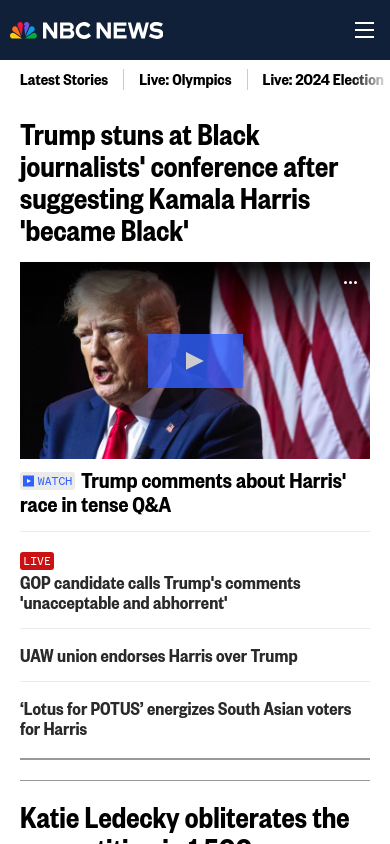 NBC NEWS
Latest Stories
Live: Olympics
Live: 2024 Election
Trump stuns at Black
journalists' conference after
suggesting Kamala Harris
'became Black'
WATCH Trump comments about Harris'
race in tense Q&A
LIVE
GOP candidate calls Trump's comments
'unacceptable and abhorrent'
UAW union endorses Harris over Trump
‘Lotus for POTUS’ energizes South Asian voters
for Harris
Katie Ledecky obliterates the